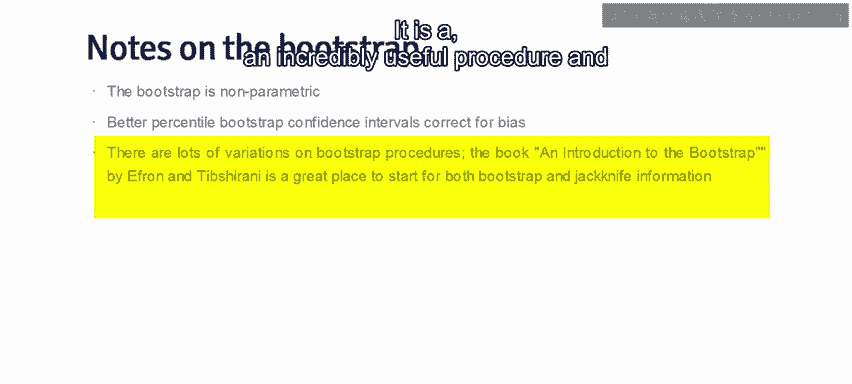 It is a,
Notes on the bootstrap
an incredibly useful procedure and
· The bootstrap is non-parametric
· Better percentile bootstrap confidence intervals correct for bias
· There are lots of variations on bootstrap procedures; the book "An Introduction to the Bootstrap""
by Efron and Tibshirani is a great place to start for both bootstrap and jackknife information